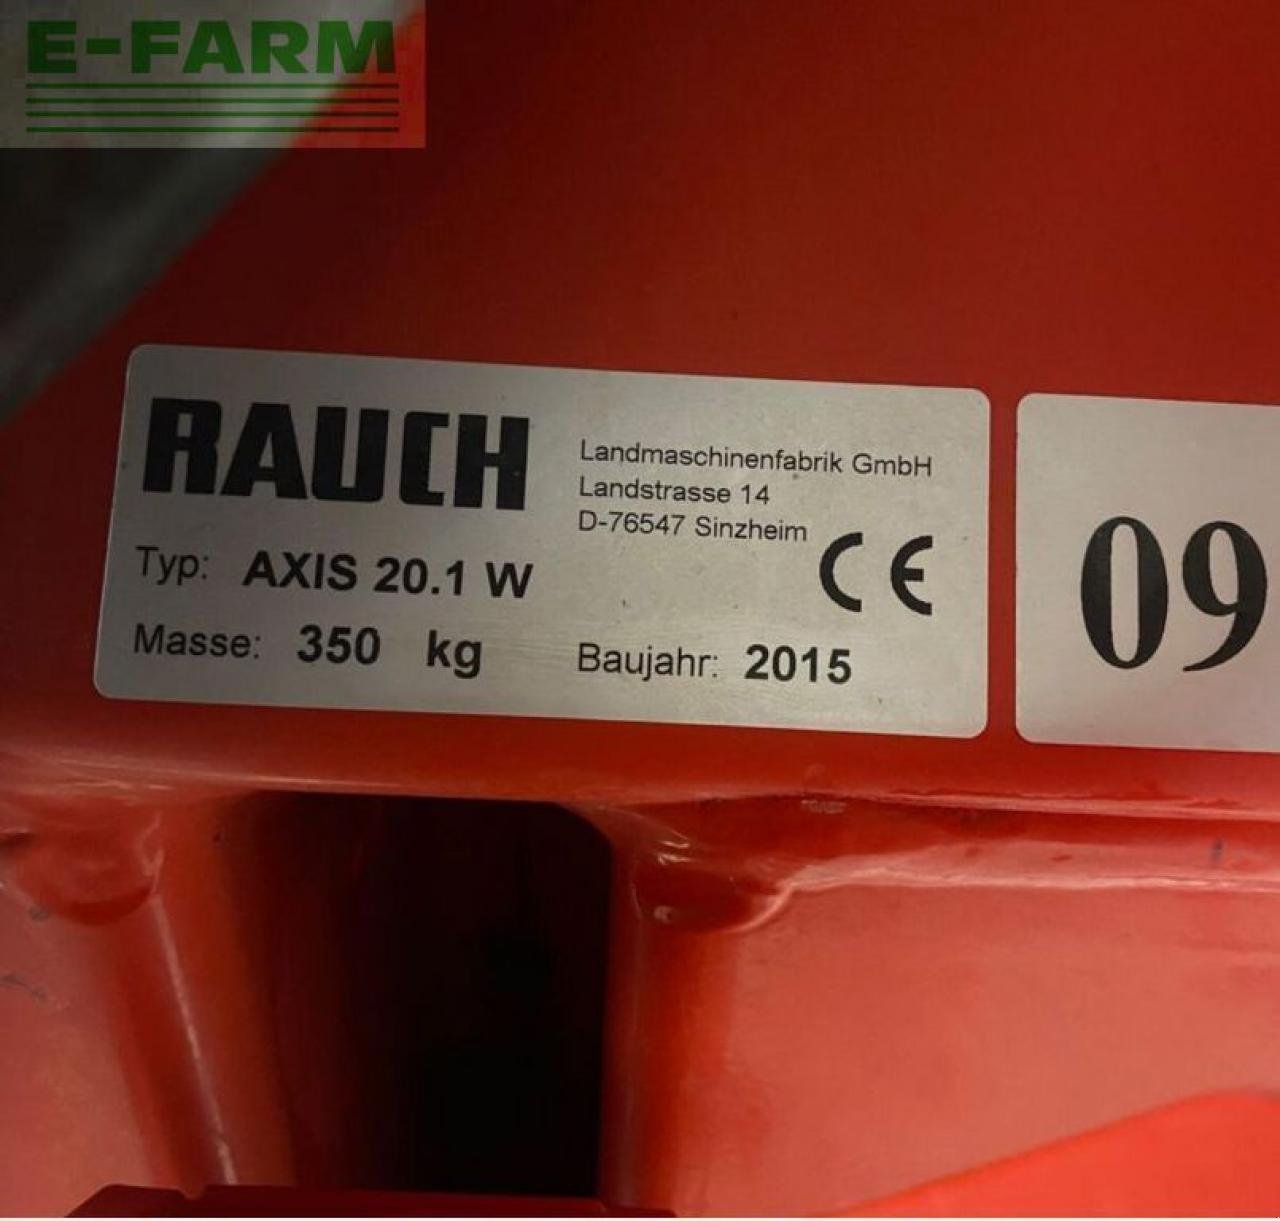 E-FARM
RAUCH
Landmaschinenfabrik GmbH
Landstrasse 14
D-76547 Sinzheim
CE
Typ: AXIS 20.1 W
Masse: 350 kg
Baujahr: 2015
09